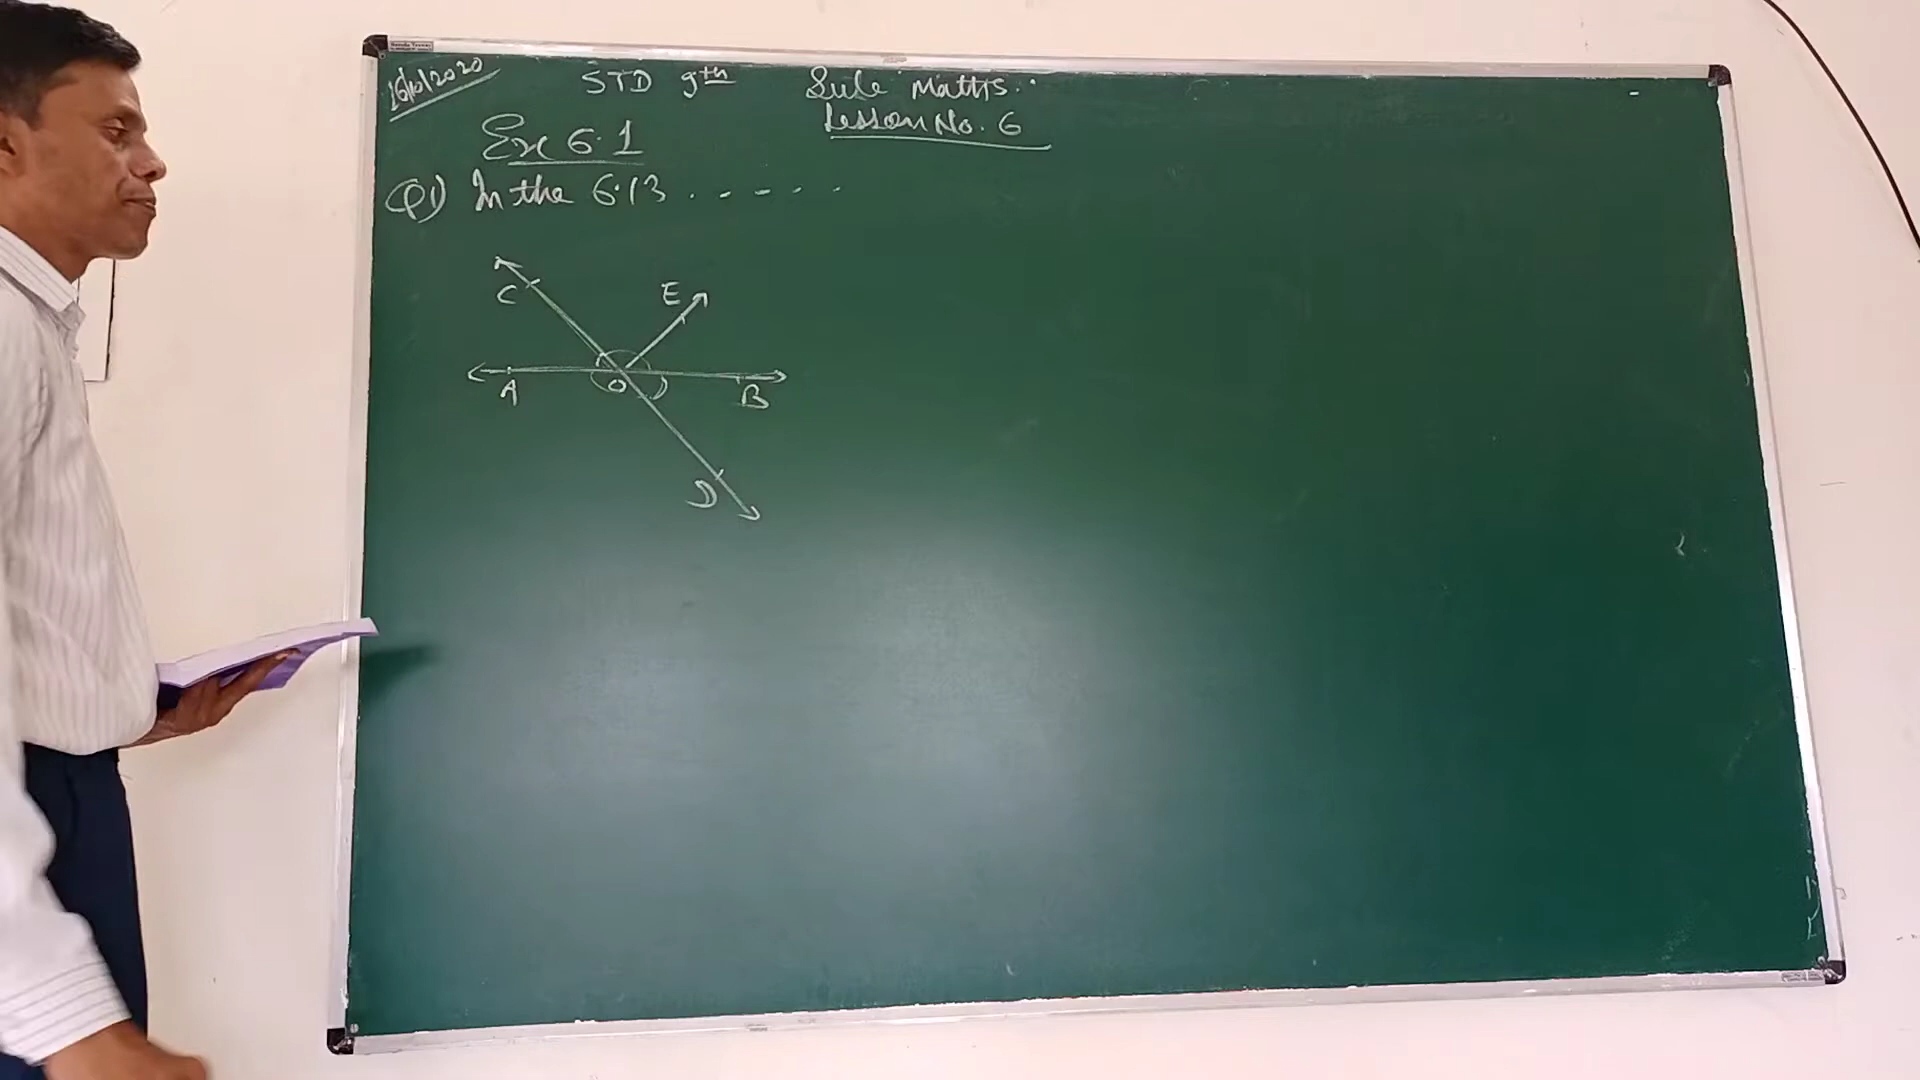 16/10/2020
STD 9th Sub: Maths.
Lesson No. 6
Ex 6.1
Q1) In the 6.13 . - - - . .
C
E
A
O
B
D